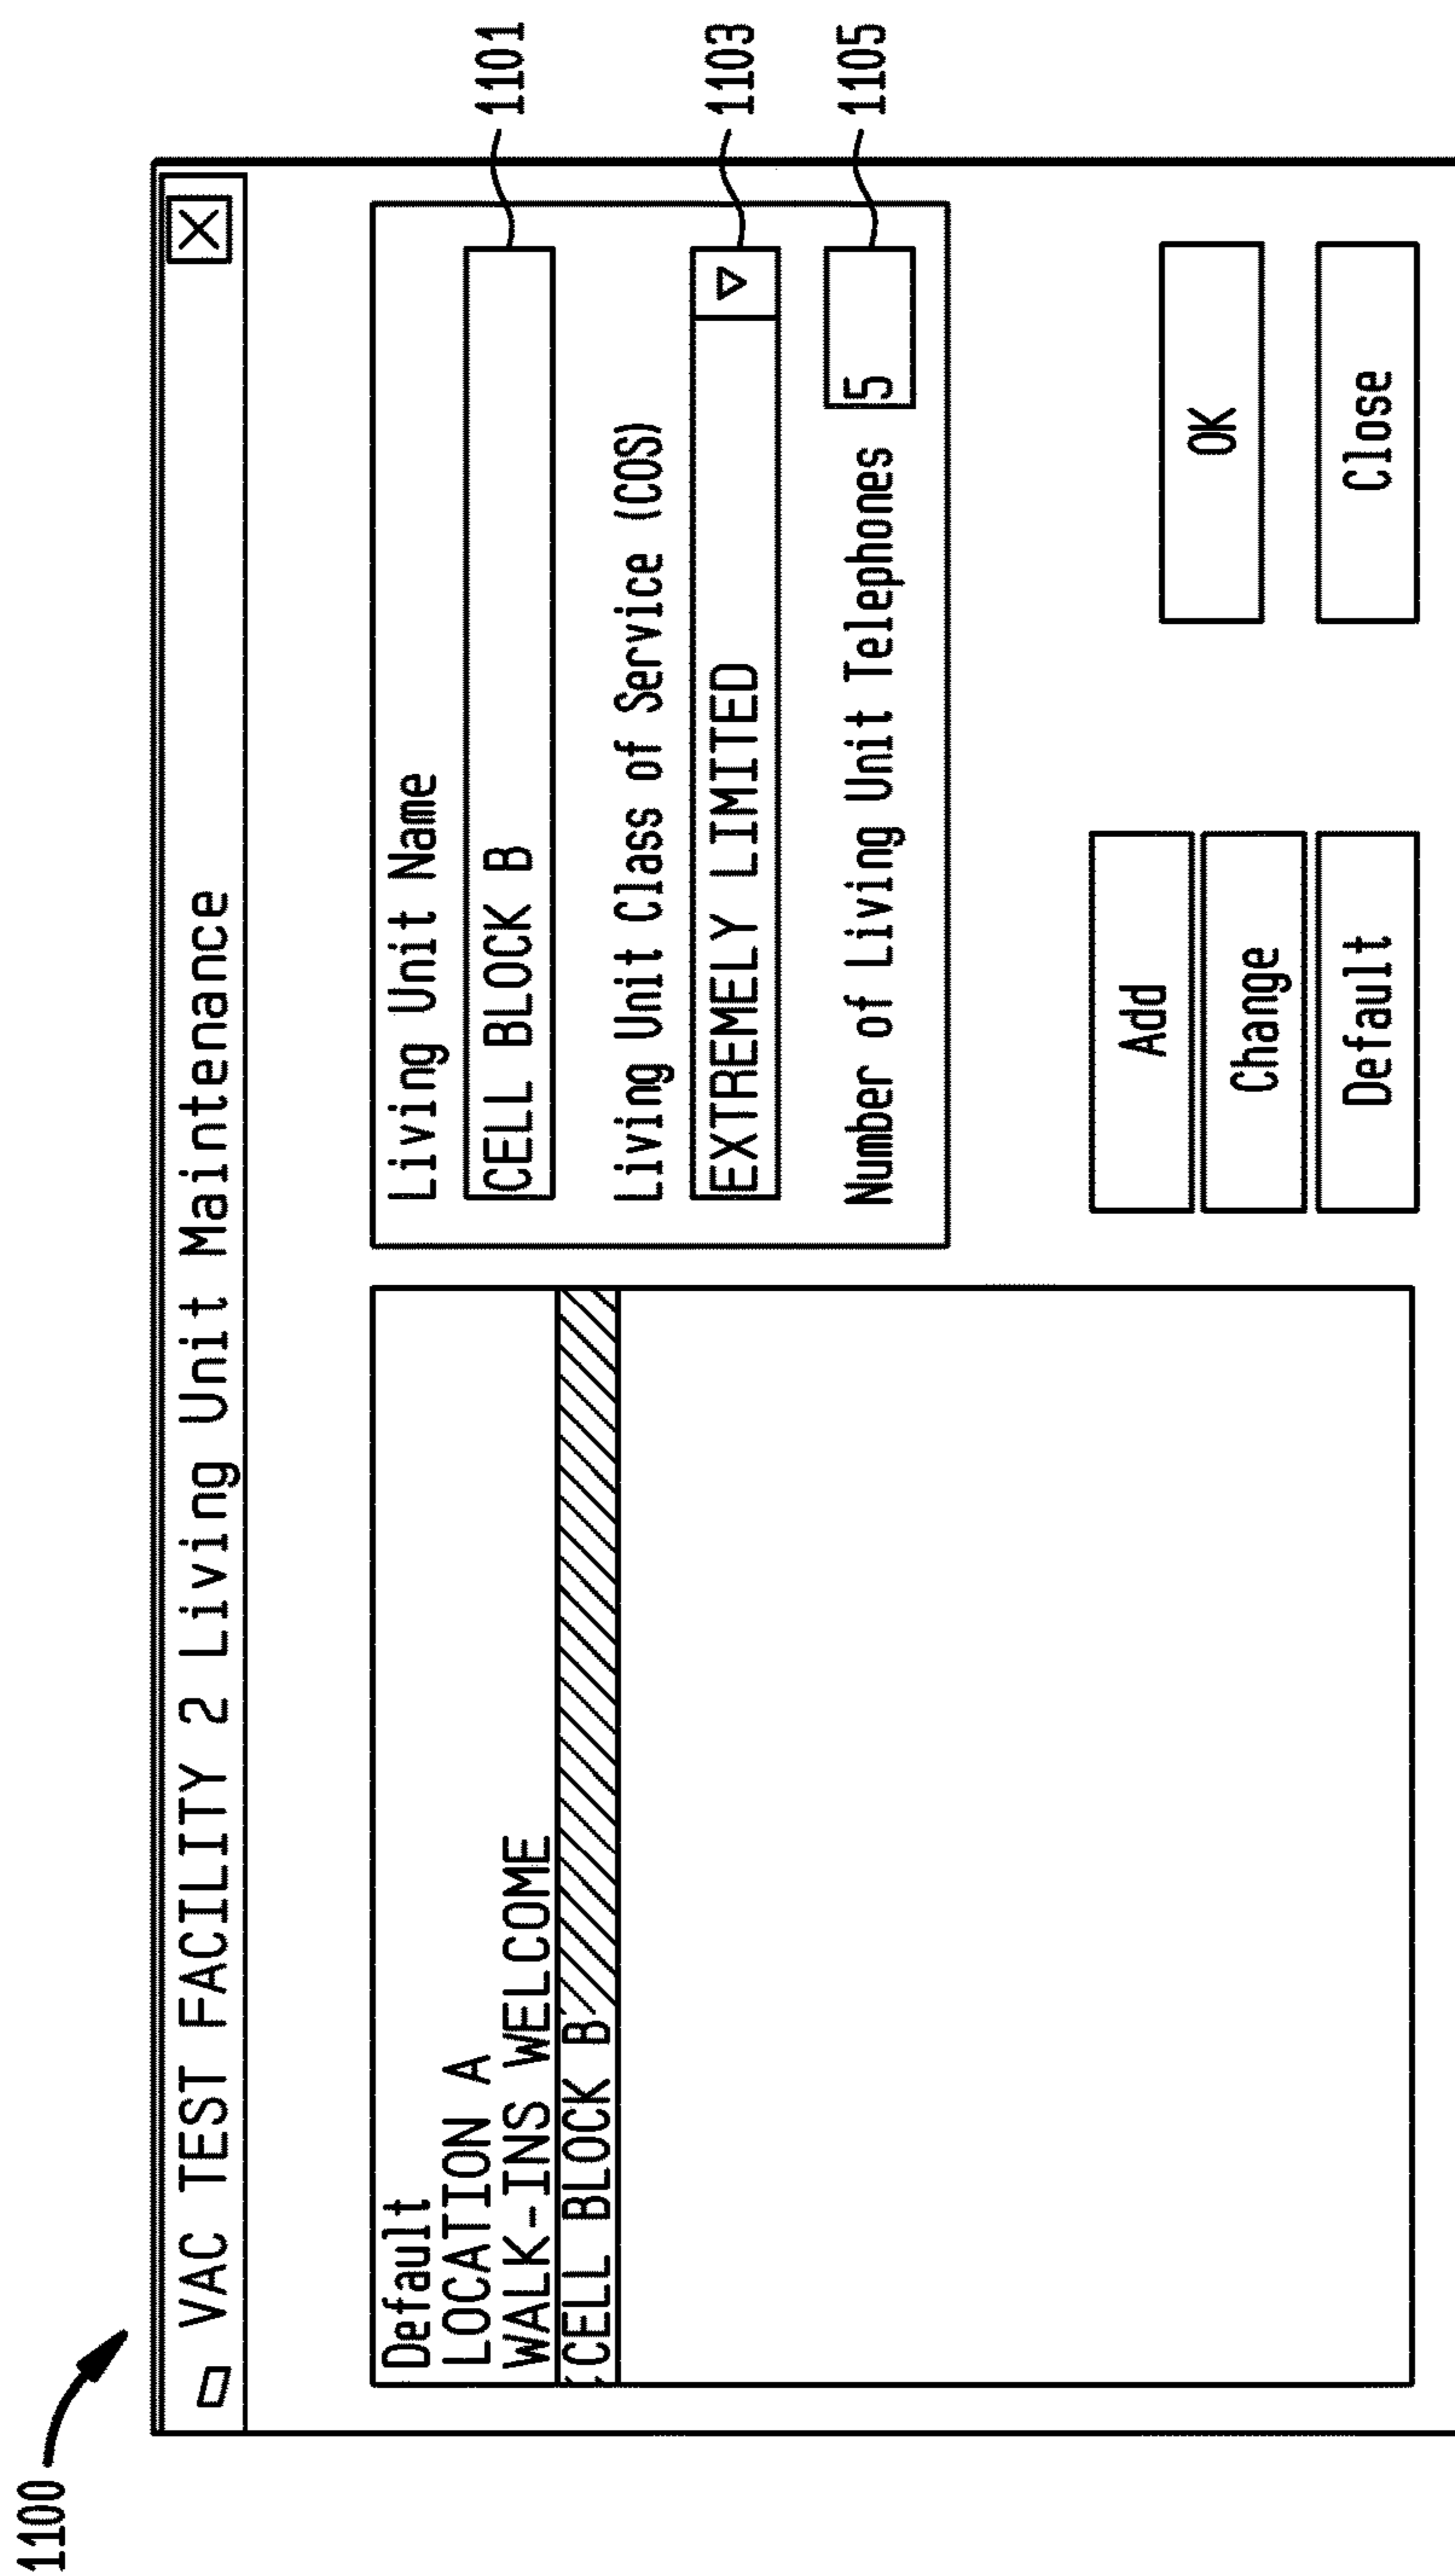 1100
VAC TEST FACILITY 2 Living Unit Maintenance
Default
LOCATION A
WALK-INS WELCOME
CELL BLOCK B
Living Unit Name
CELL BLOCK B
1101
Living Unit Class of Service (COS)
EXTREMELY LIMITED
1103
Number of Living Unit Telephones 5
1105
Add
Change
Default
OK
Close